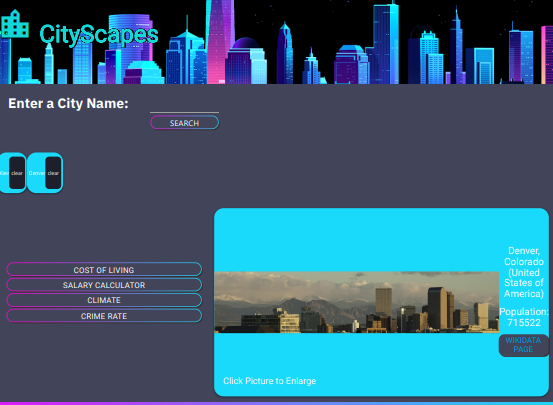 CityScapes
Enter a City Name:
SEARCH
clear
Denver
clear
COST OF LIVING
SALARY CALCULATOR
CLIMATE
CRIME RATE
Denver,
Colorado
(United
States of
America)
Population:
715522
WIKIDATA
PAGE
Click Picture to Enlarge